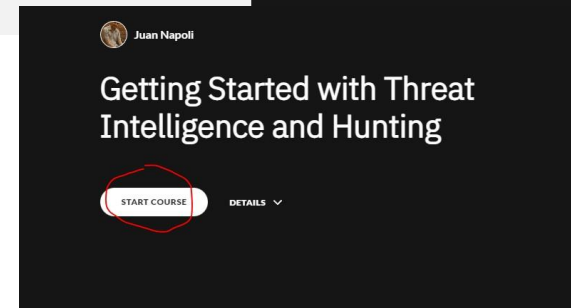 Juan Napoli
Getting Started with Threat
Intelligence and Hunting
START COURSE
DETAILS